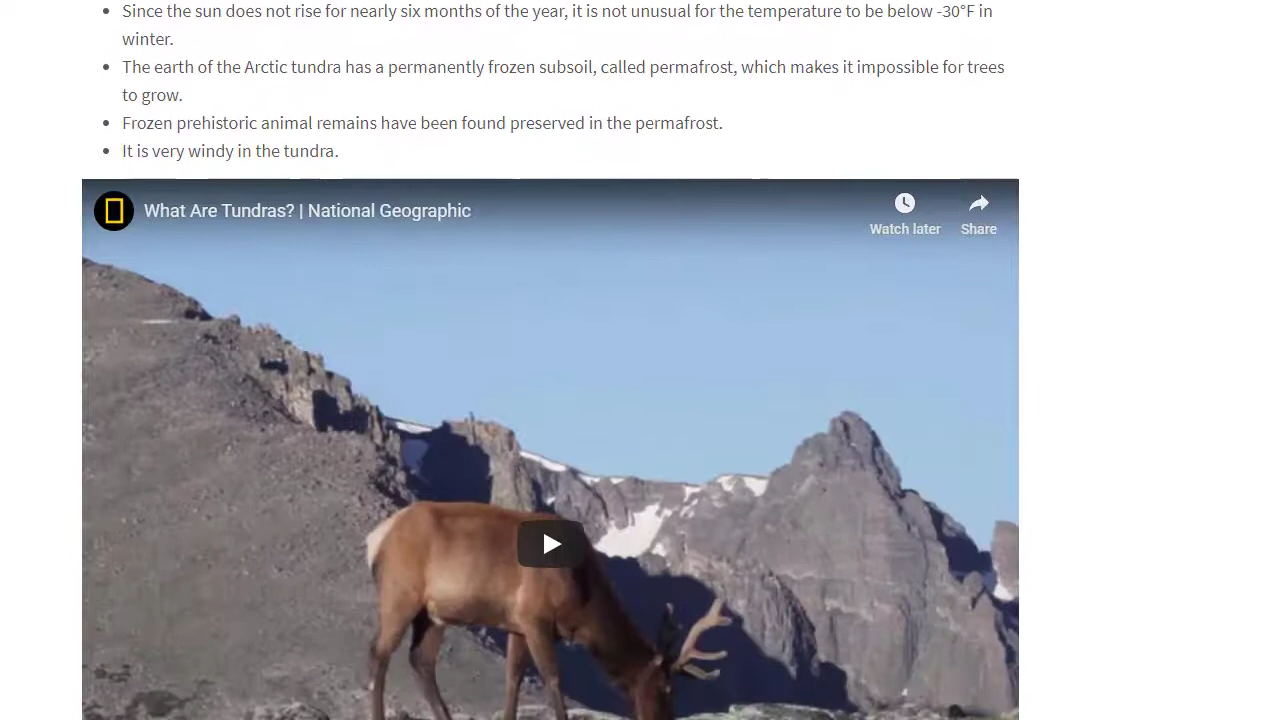 Since the sun does not rise for nearly six months of the year, it is not unusual for the temperature to be below -30°F in
winter.
The earth of the Arctic tundra has a permanently frozen subsoil, called permafrost, which makes it impossible for trees
to grow.
Frozen prehistoric animal remains have been found preserved in the permafrost.
It is very windy in the tundra.
What Are Tundras? | National Geographic
Watch later
Share